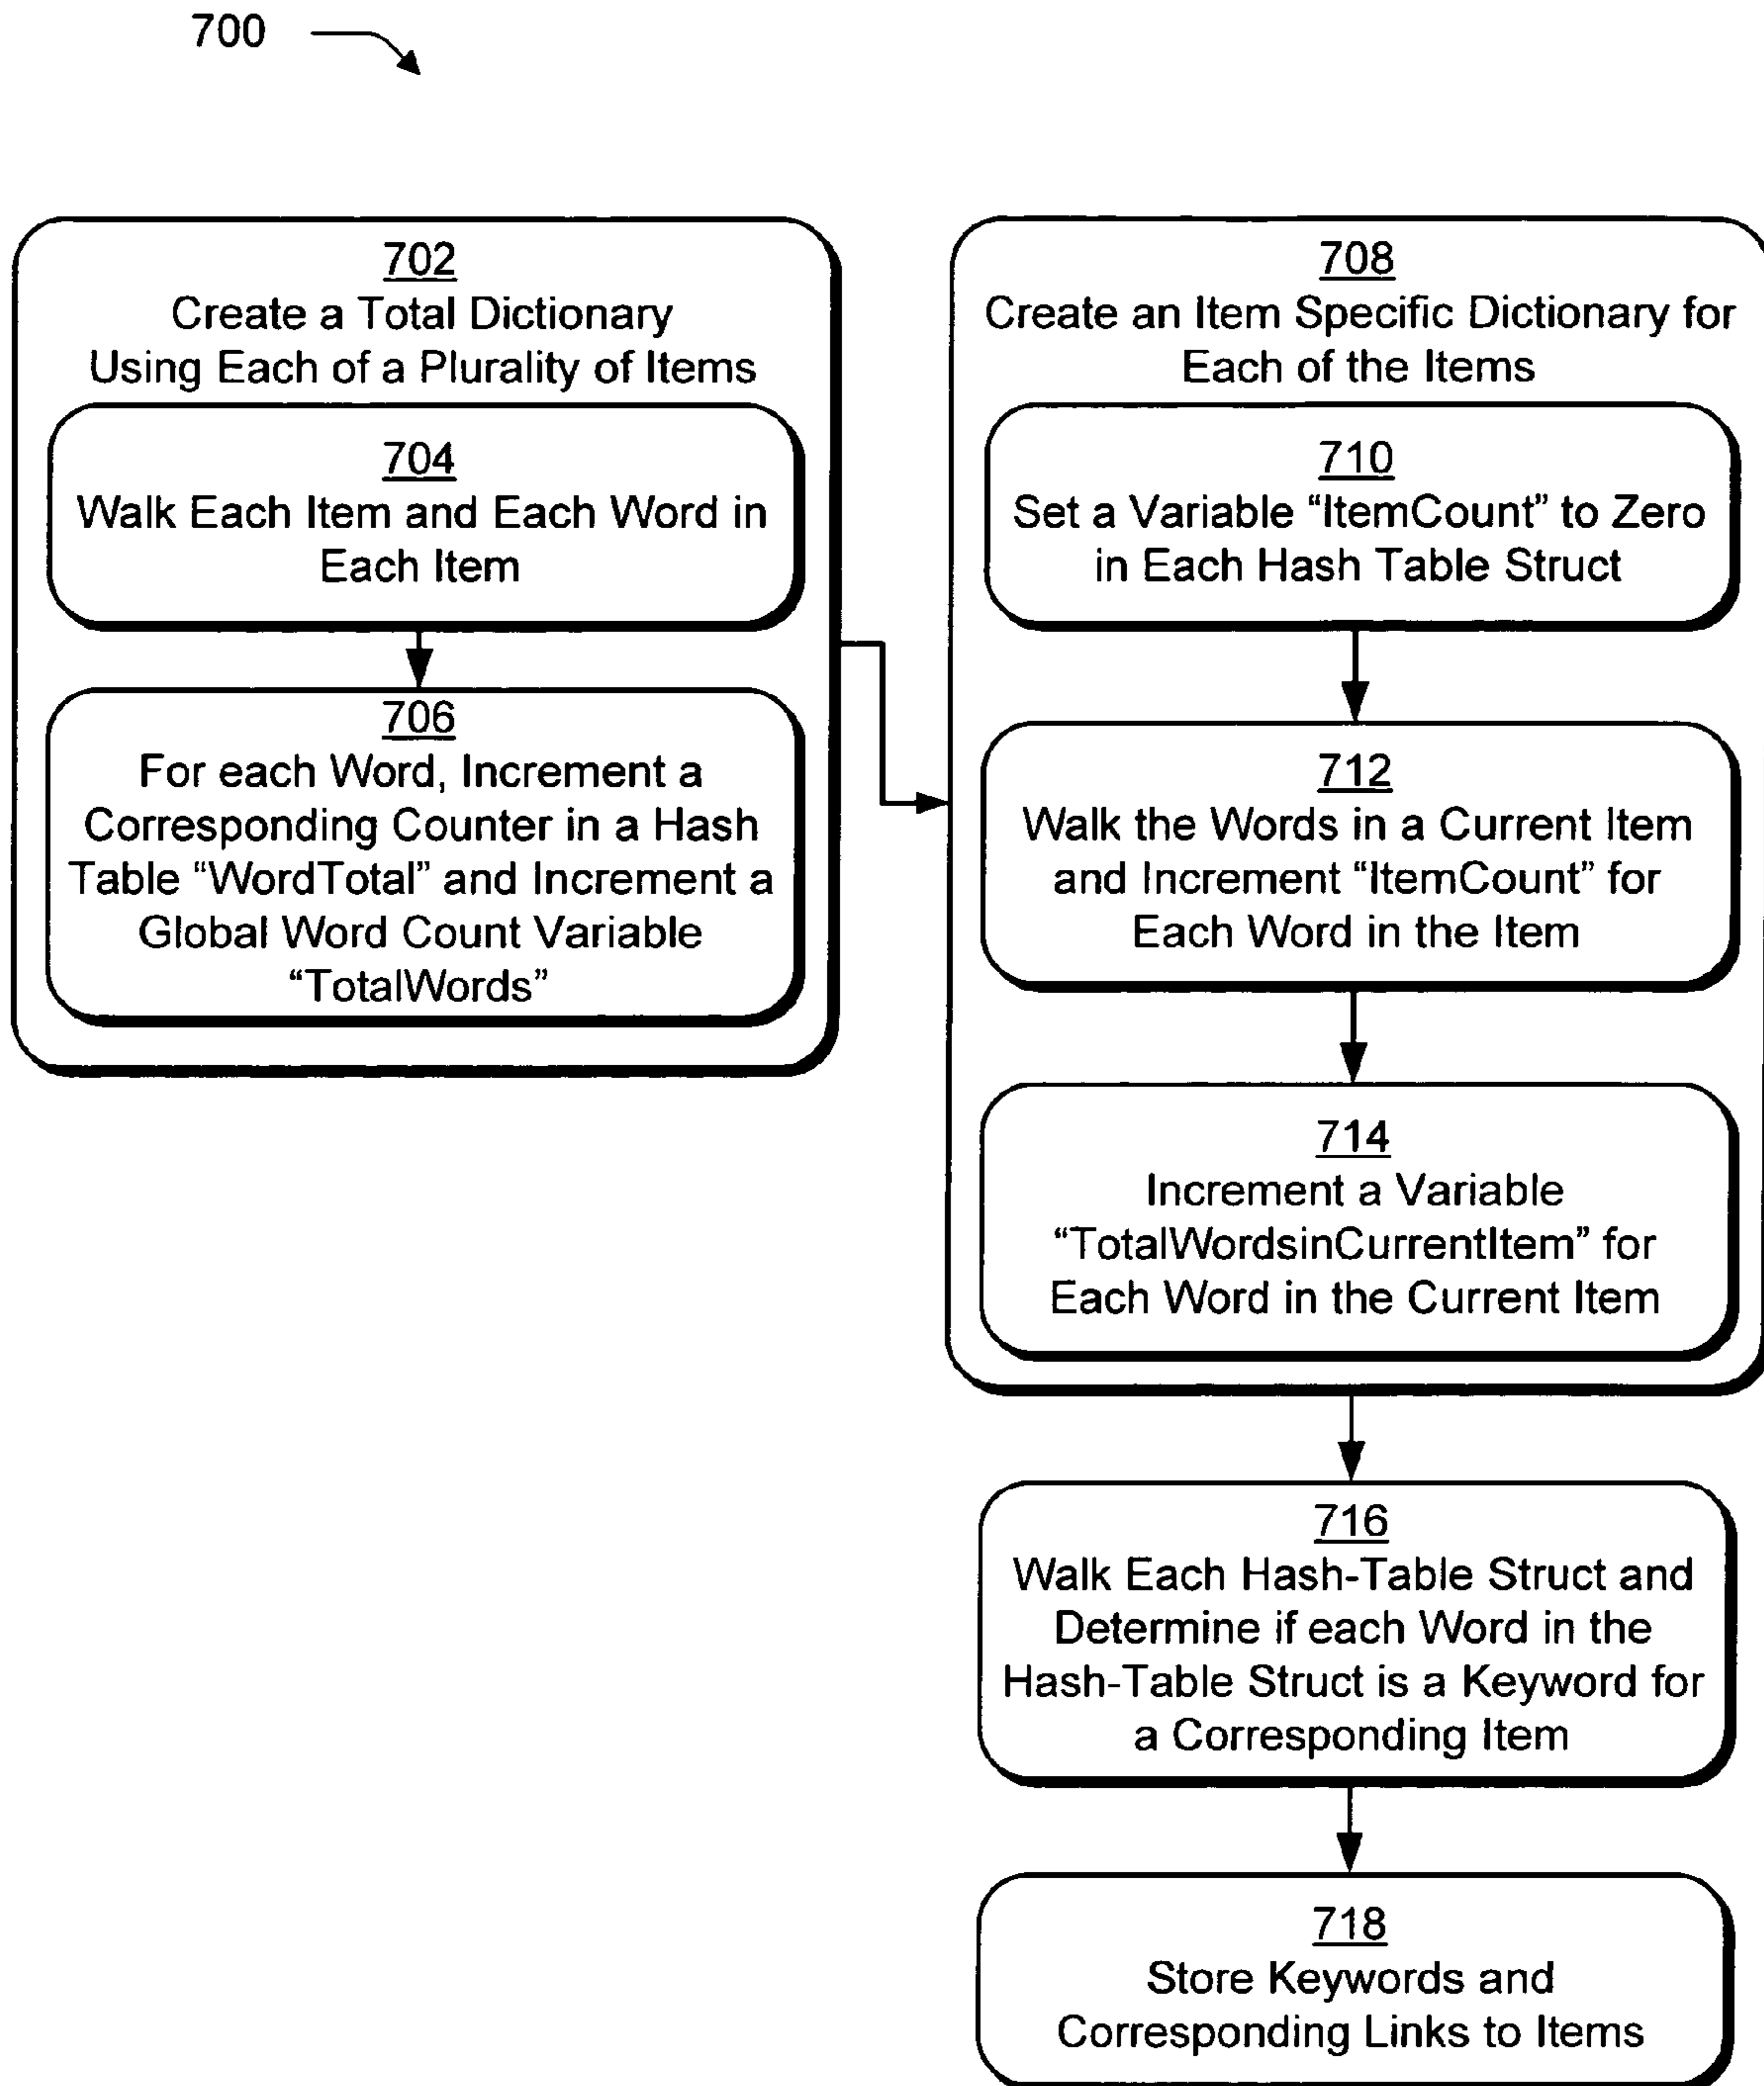 700
702
Create a Total Dictionary
Using Each of a Plurality of Items
704
Walk Each Item and Each Word in
Each Item
706
For each Word, Increment a
Corresponding Counter in a Hash
Table “WordTotal” and Increment a
Global Word Count Variable
“TotalWords”
708
Create an Item Specific Dictionary for
Each of the Items
710
Set a Variable “ItemCount” to Zero
in Each Hash Table Struct
712
Walk the Words in a Current Item
and Increment “ItemCount” for
Each Word in the Item
714
Increment a Variable
“TotalWordsinCurrentItem” for
Each Word in the Current Item
716
Walk Each Hash-Table Struct and
Determine if each Word in the
Hash-Table Struct is a Keyword for
a Corresponding Item
718
Store Keywords and
Corresponding Links to Items